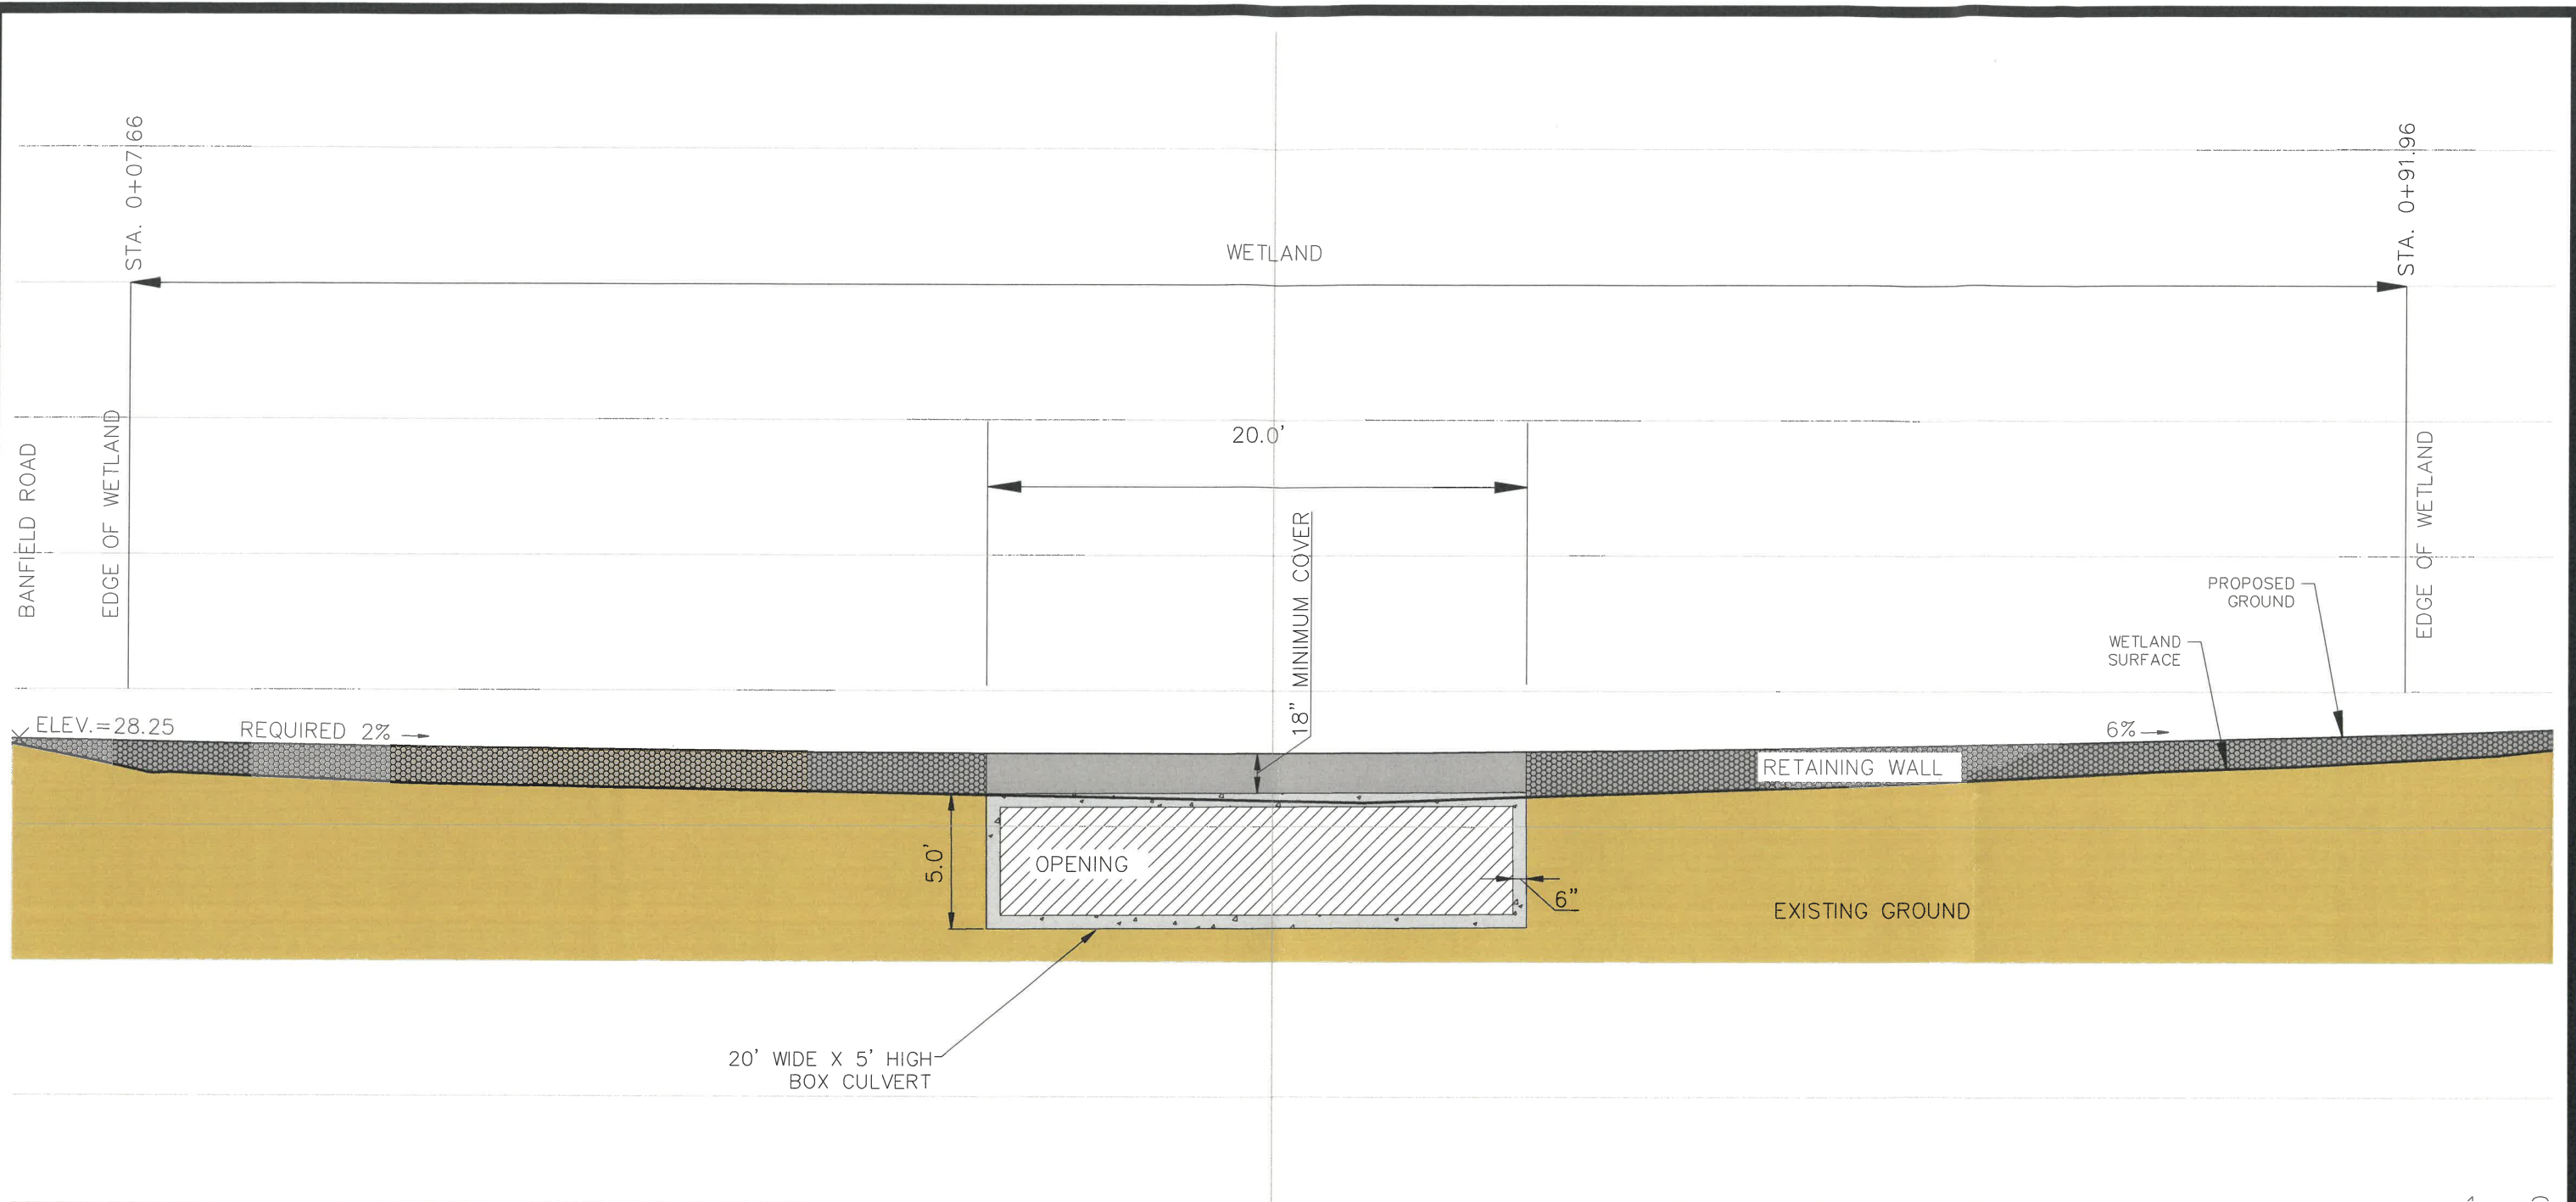 STA. 0+07.66
STA. 0+91.96
WETLAND
BANFIELD ROAD
EDGE OF WETLAND
20.0'
18" MINIMUM COVER
EDGE OF WETLAND
PROPOSED
GROUND
WETLAND
SURFACE
ELEV.=28.25
REQUIRED 2%
6%
RETAINING WALL
5.0'
OPENING
6"
EXISTING GROUND
20' WIDE X 5' HIGH
BOX CULVERT